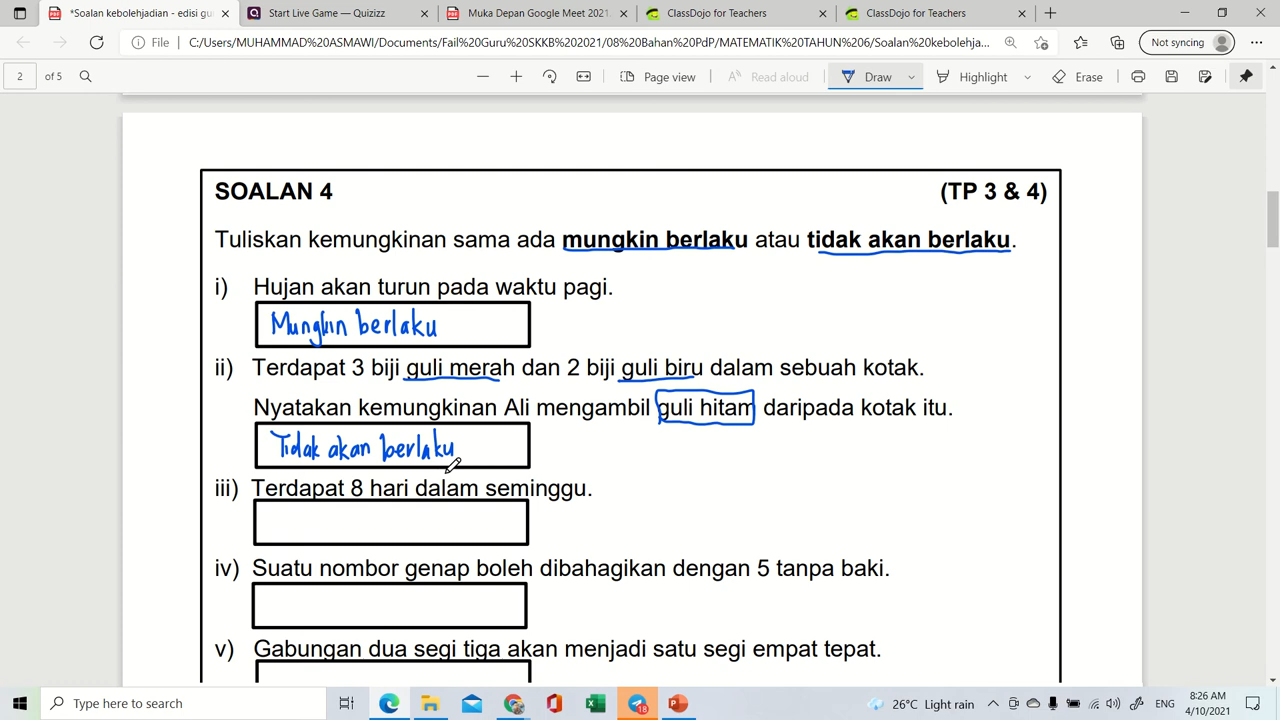 *Soalan kebolehjadian - edisi gu
Start Live Game — Quizizz
Muka Depan Google Meet 2021
ClassDojo for Teachers
ClassDojo for Teachers
File
C:/Users/MUHAMMAD%20ASMAWI/Documents/Fail%20Guru%20SKKB%202021/08%20Bahan%20PdP/MATEMATIK%20TAHUN%206/Soalan%20kebolehja...
Not syncing
2
of 5
Page view
Read aloud
Draw
Highlight
Erase
SOALAN 4 (TP 3 & 4)
Tuliskan kemungkinan sama ada mungkin berlaku atau tidak akan berlaku.
i) Hujan akan turun pada waktu pagi.
Mungkin berlaku
ii) Terdapat 3 biji guli merah dan 2 biji guli biru dalam sebuah kotak.
Nyatakan kemungkinan Ali mengambil guli hitam daripada kotak itu.
Tidak akan berlaku
iii) Terdapat 8 hari dalam seminggu.
iv) Suatu nombor genap boleh dibahagikan dengan 5 tanpa baki.
v) Gabungan dua segi tiga akan menjadi satu segi empat tepat.
Type here to search
18
26°C Light rain
ENG
8:26 AM
4/10/2021